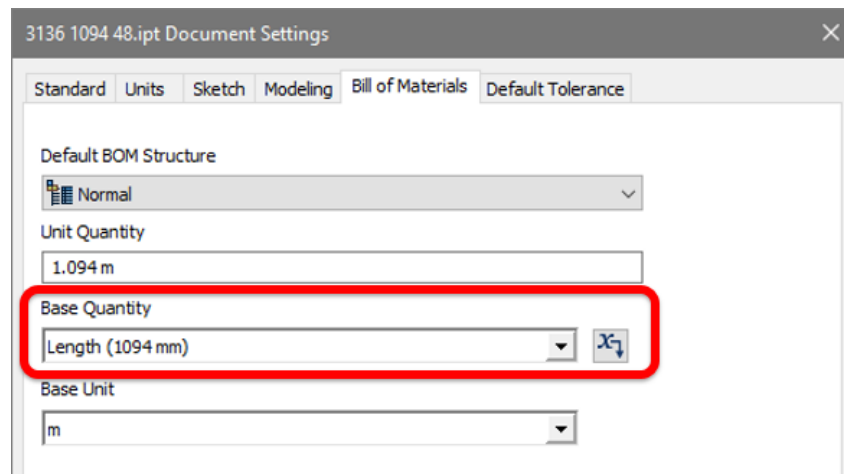 3136 1094 48.ipt Document Settings
Standard Units Sketch Modeling Bill of Materials Default Tolerance
Default BOM Structure
Normal
Unit Quantity
1.094 m
Base Quantity
Length (1094 mm)
Base Unit
m